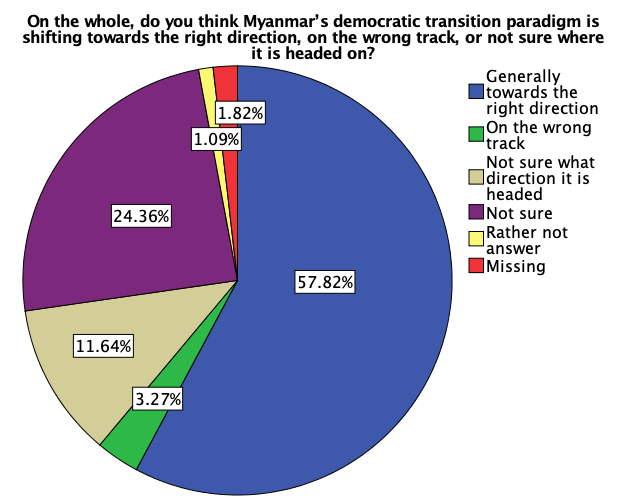 On the whole, do you think Myanmar's democratic transition paradigm is
shifting towards the right direction, on the wrong track, or not sure where
it is headed on?
Generally
towards the
right direction
On the wrong
track
Not sure what
direction it is
headed
Not sure
Rather not
answer
Missing
1.82%
1.09%
24.36%
57.82%
11.64%
3.27%